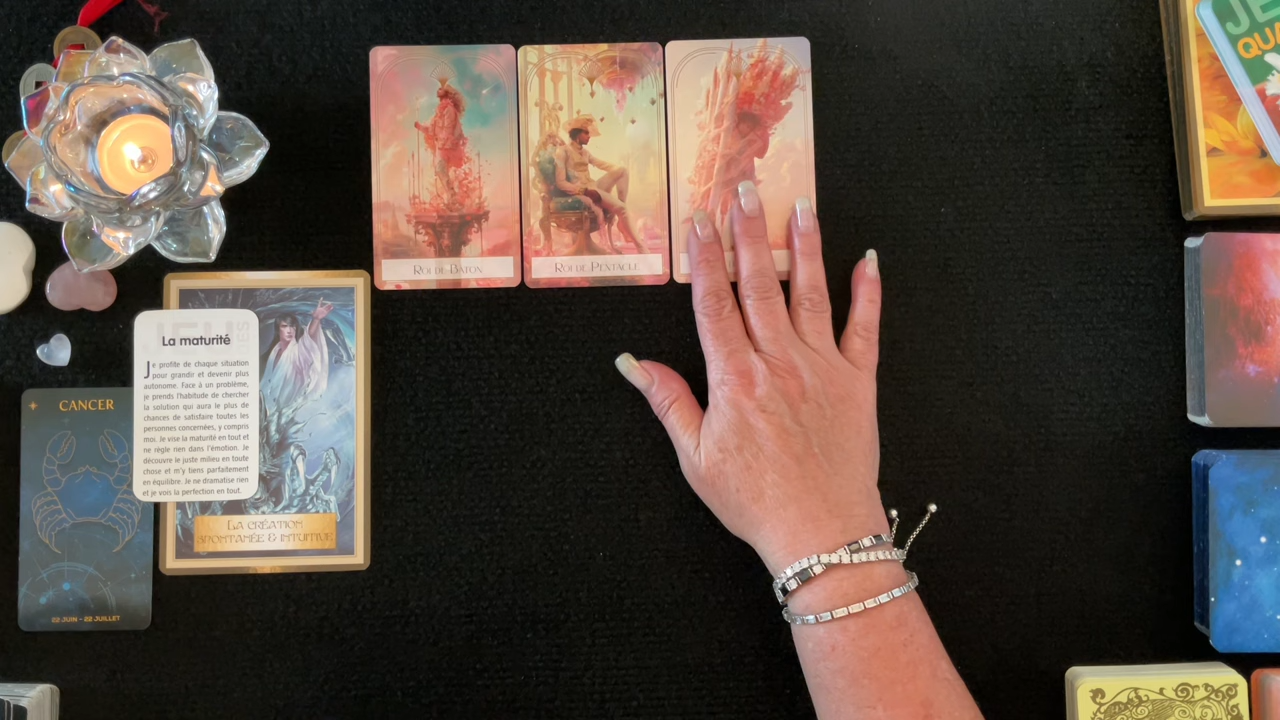 ROI DE BATON
ROI DE PENTACLE
JEU
QUA
La maturité
Je profite de chaque situation
pour grandir et devenir plus
autonome. Face à un problème,
je prends l'habitude de chercher
la solution qui aura le plus de
chances de satisfaire toutes les
personnes concernées, y compris
moi. Je vise la maturité en tout et
ne règle rien dans l'émotion. Je
découvre le juste milieu en toute
chose et m'y tiens parfaitement
en équilibre. Je ne dramatise rien
et je vois la perfection en tout.
CANCER
22 JUIN - 22 JUILLET
LA CRÉATION
SPONTANÉE & INTUITIVE